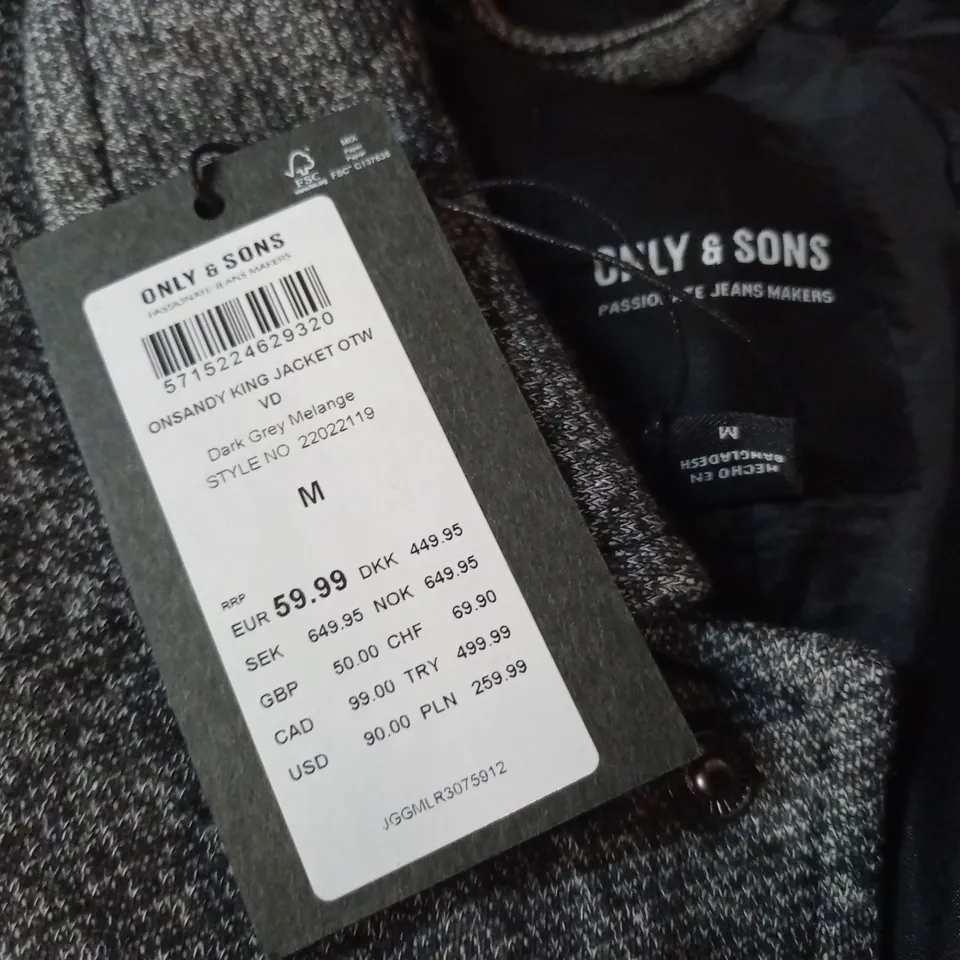 FSC
MIX
Paper
FSC® C137638
ONLY & SONS
PASSIONATE JEANS MAKERS
5715224629320
ONSANDY KING JACKET OTW
VD
Dark Grey Melange
STYLE NO 22022119
M
RRP
EUR 59.99 DKK 449.95
SEK 649.95 NOK 649.95
GBP 50.00 CHF 69.90
CAD 99.00 TRY 499.99
USD 90.00 PLN 259.99
JGGMLR3075912
ONLY & SONS
PASSIONATE JEANS MAKERS
M
HECHO EN
BANGLADESH